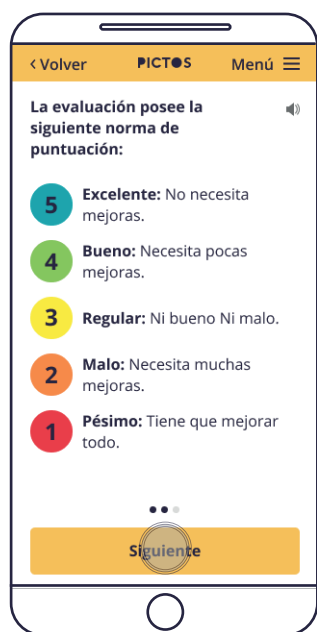 ‹ Volver
PICTOS
Menú
La evaluación posee la
siguiente norma de
puntuación:
5
Excelente: No necesita
mejoras.
4
Bueno: Necesita pocas
mejoras.
3
Regular: Ni bueno Ni malo.
2
Malo: Necesita muchas
mejoras.
1
Pésimo: Tiene que mejorar
todo.
Siguiente